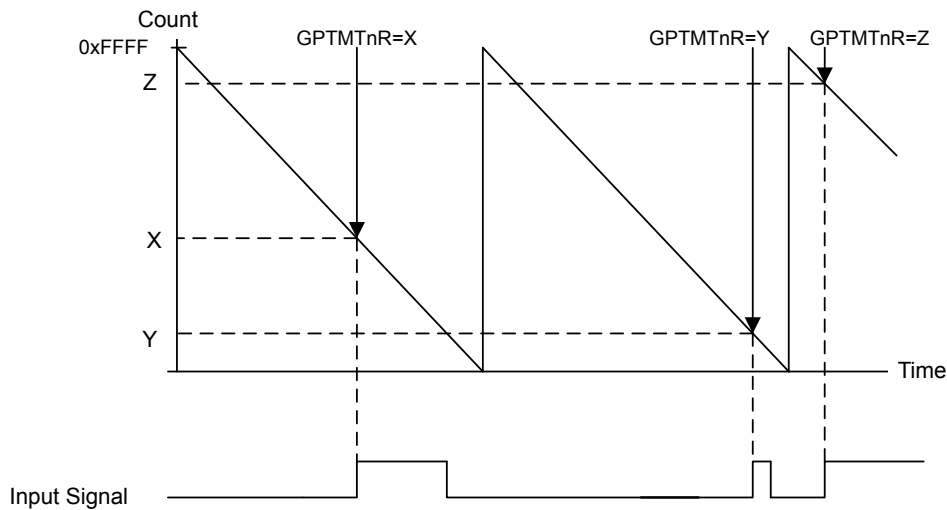 Count
0xFFFF
GPTMTnR=X
GPTMTnR=Y
GPTMTnR=Z
Z
X
Y
Time
Input Signal